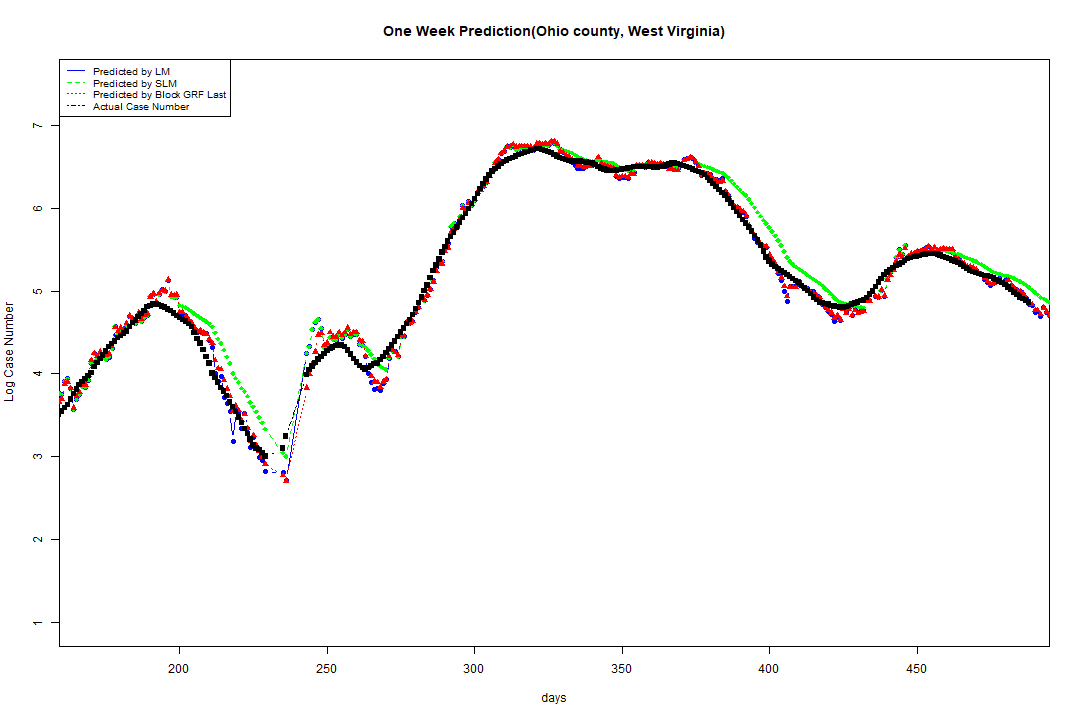 One Week Prediction(Ohio county, West Virginia)
Predicted by LM
Predicted by SLM
Predicted by Block GRF Last
Actual Case Number
7
6
5
4
3
2
1
Log Case Number
200 250 300 350 400 450
days